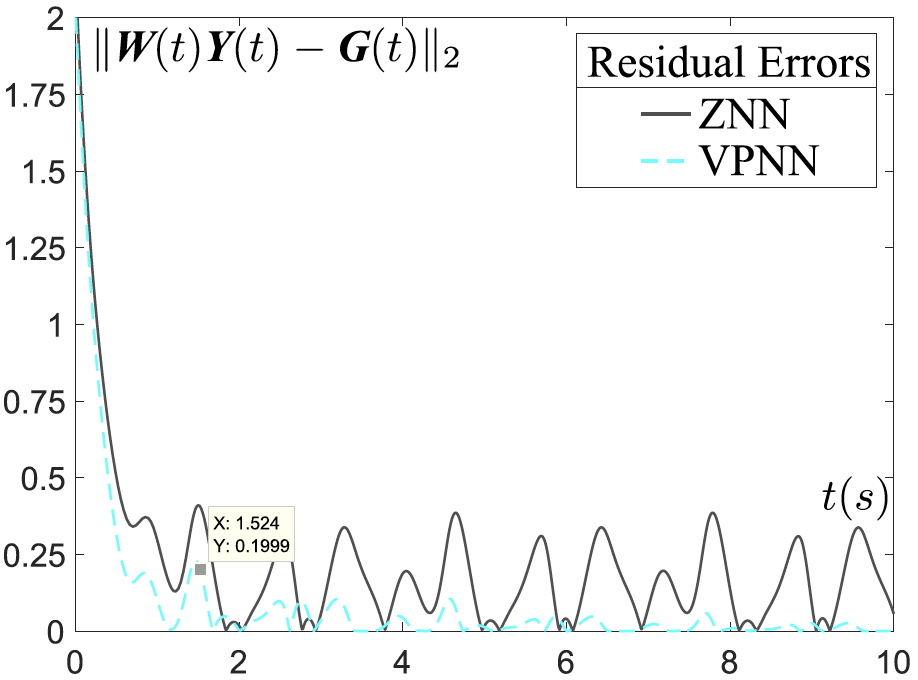 ‖W(t)Y(t) − G(t)‖₂
Residual Errors
ZNN
VPNN
2
1.75
1.5
1.25
1
0.75
0.5
0.25
0
t(s)
X: 1.524
Y: 0.1999
0 2 4 6 8 10